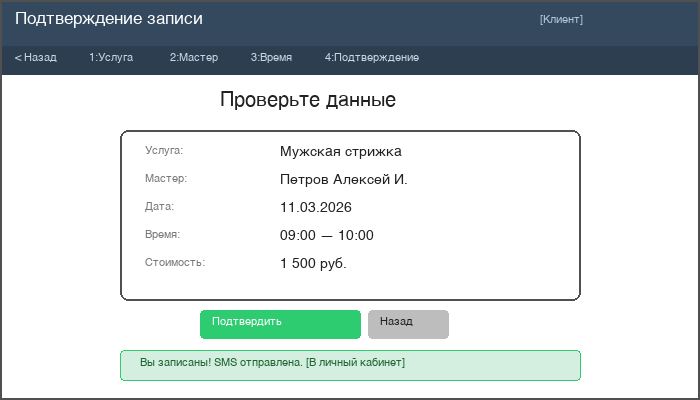 Подтверждение записи [Клиент]
< Назад 1:Услуга 2:Мастер 3:Время 4:Подтверждение
Проверьте данные
Услуга: Мужская стрижка
Мастер: Петров Алексей И.
Дата: 11.03.2026
Время: 09:00 — 10:00
Стоимость: 1 500 руб.
Подтвердить Назад
Вы записаны! SMS отправлена. [В личный кабинет]